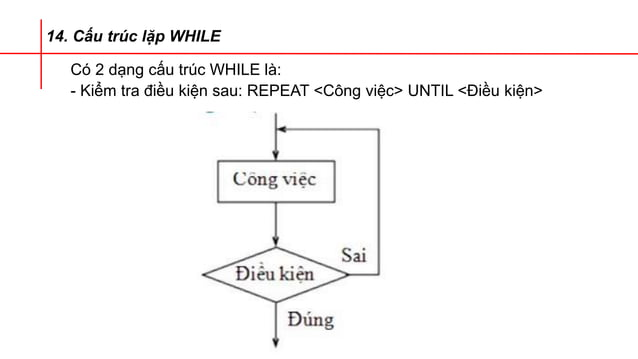 14. Cấu trúc lặp WHILE
Có 2 dạng cấu trúc WHILE là:
- Kiểm tra điều kiện sau: REPEAT <Công việc> UNTIL <Điều kiện>
Công việc
Sai
Điều kiện
Đúng